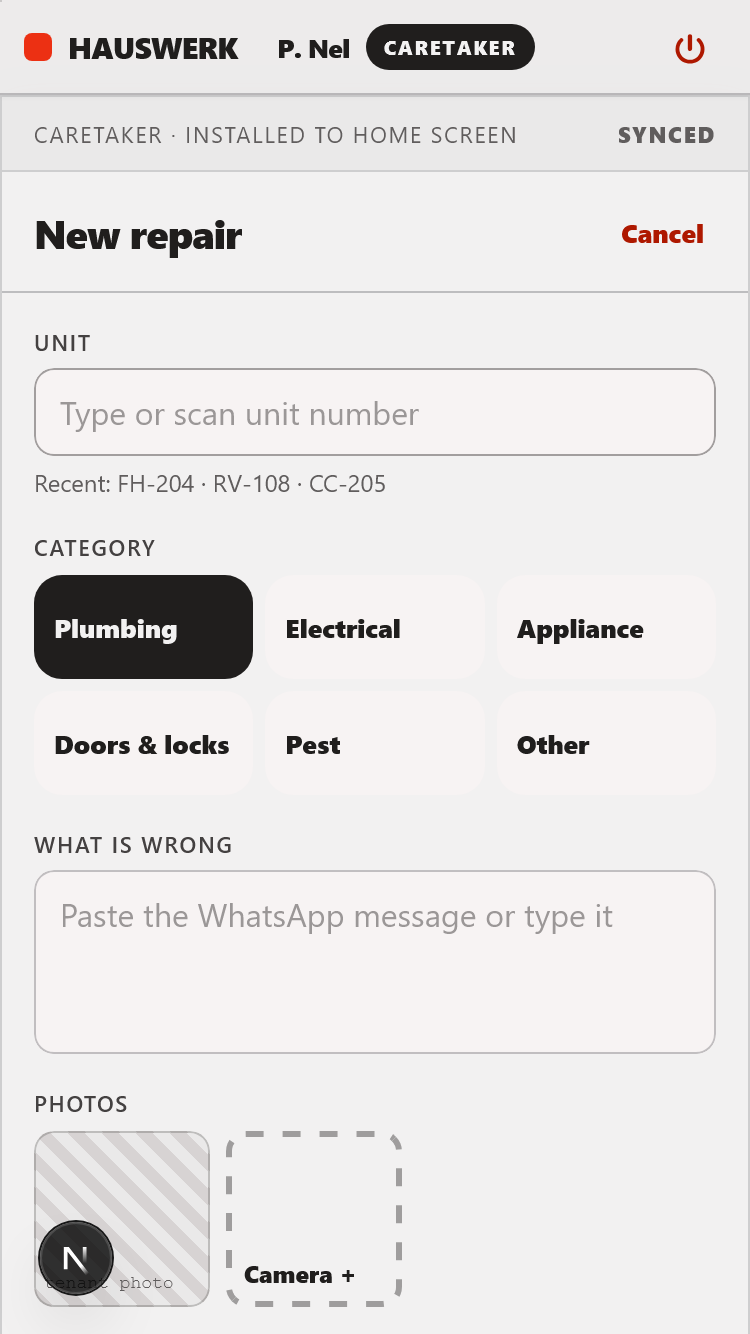 HAUSWERK P. Nel CARETAKER
CARETAKER · INSTALLED TO HOME SCREEN SYNCED
New repair Cancel
UNIT
Type or scan unit number
Recent: FH-204 · RV-108 · CC-205
CATEGORY
Plumbing Electrical Appliance
Doors & locks Pest Other
WHAT IS WRONG
Paste the WhatsApp message or type it
PHOTOS
N
tenant photo Camera +